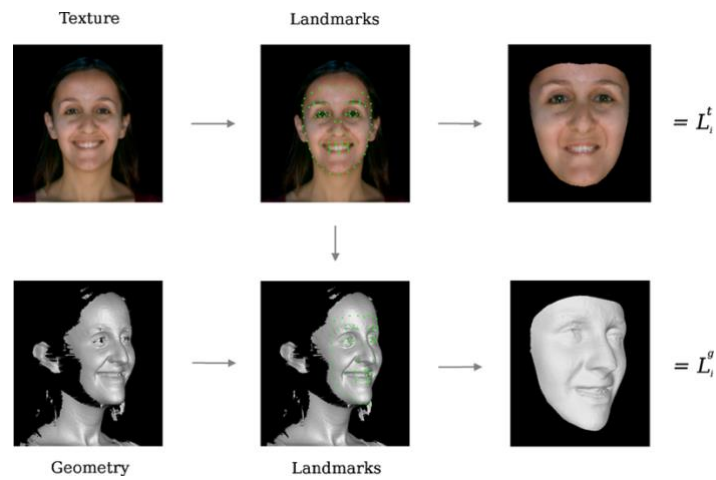 Texture
Landmarks
= L_i^t
= L_i^g
Geometry
Landmarks